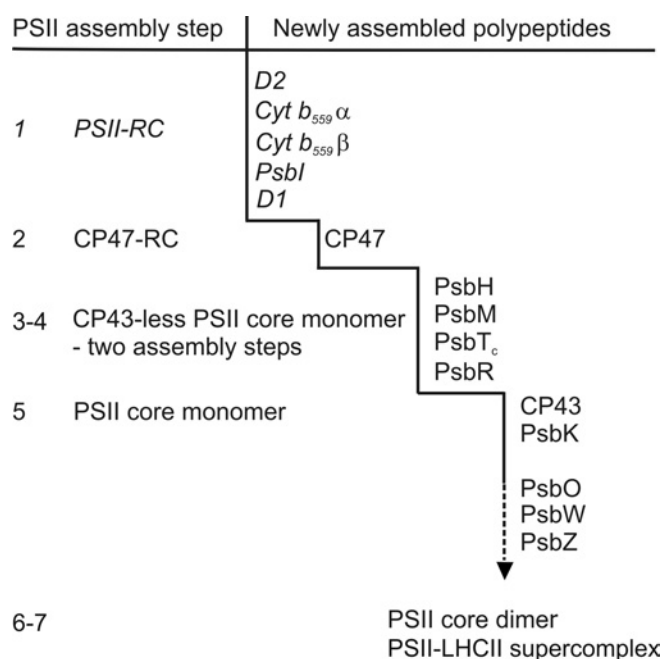 PSII assembly step Newly assembled polypeptides
D2
Cyt b559 α
Cyt b559 β
PsbI
D1
1 PSII-RC
2 CP47-RC CP47
3-4 CP43-less PSII core monomer
- two assembly steps
PsbH
PsbM
PsbTc
PsbR
5 PSII core monomer
CP43
PsbK
PsbO
PsbW
PsbZ
6-7
PSII core dimer
PSII-LHCII supercomplex